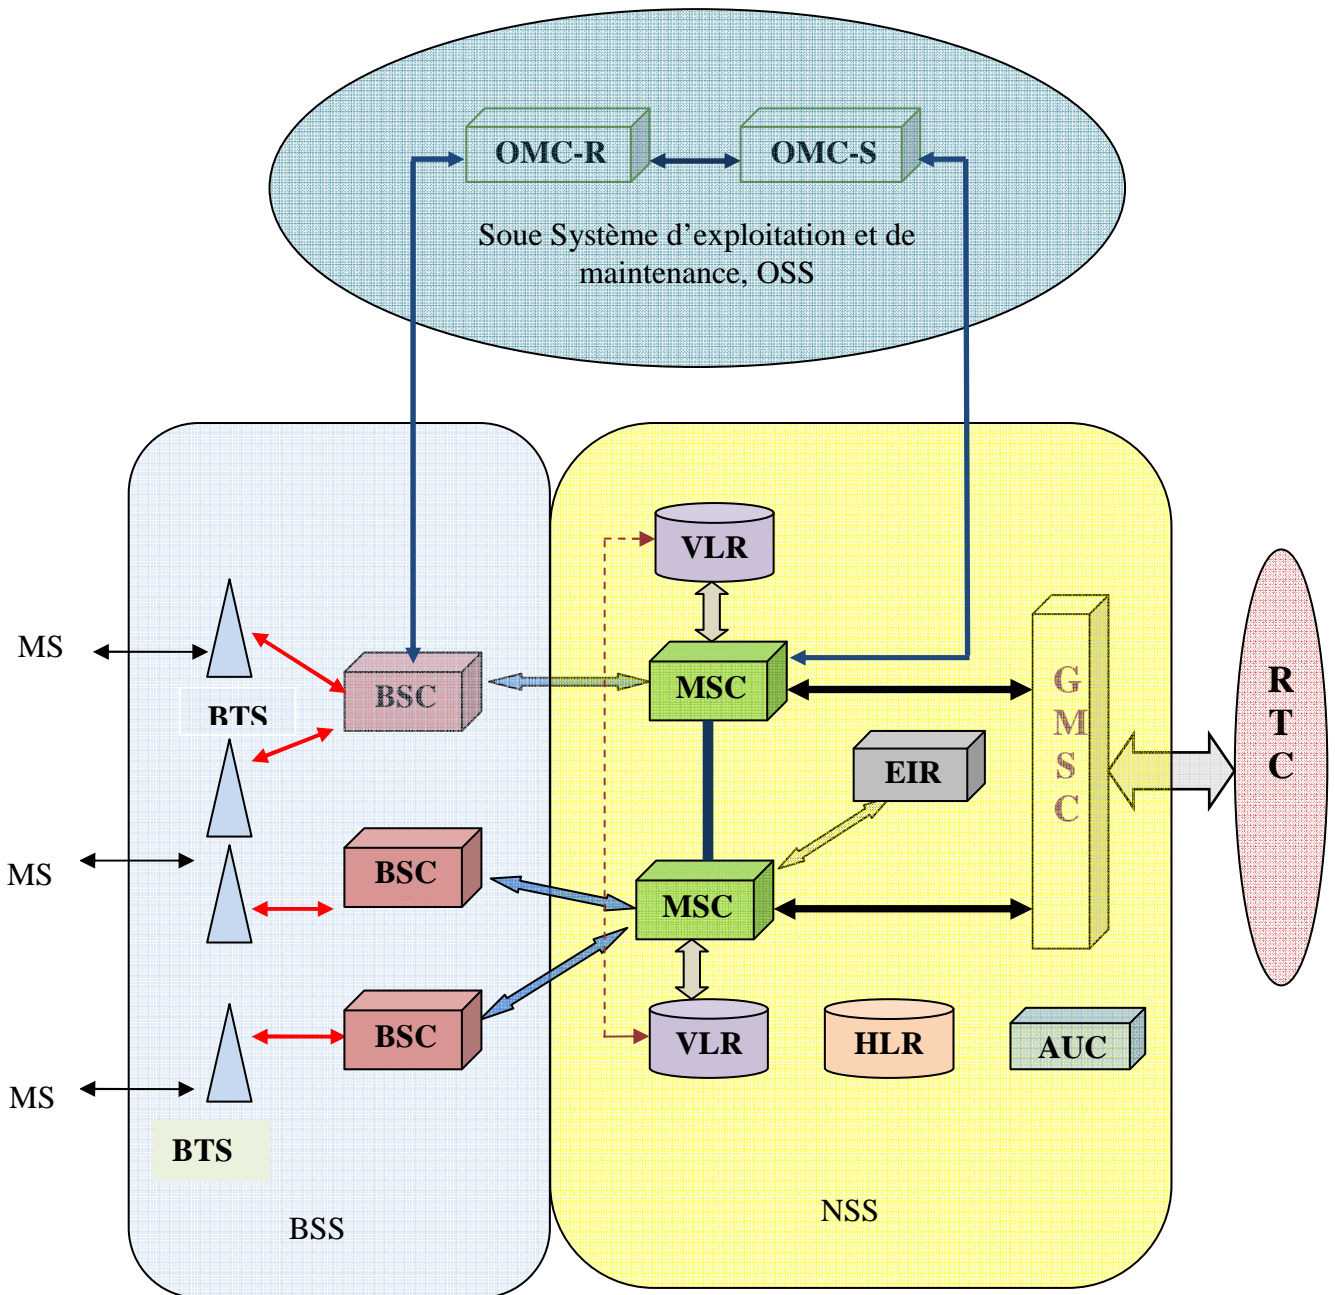 OMC-R
OMC-S
Soue Système d’exploitation et de
maintenance, OSS
VLR
MS
BTS
BSC
MSC
G
M
S
C
R
T
C
EIR
MS
BSC
MSC
BSC
VLR
HLR
AUC
MS
BTS
BSS
NSS